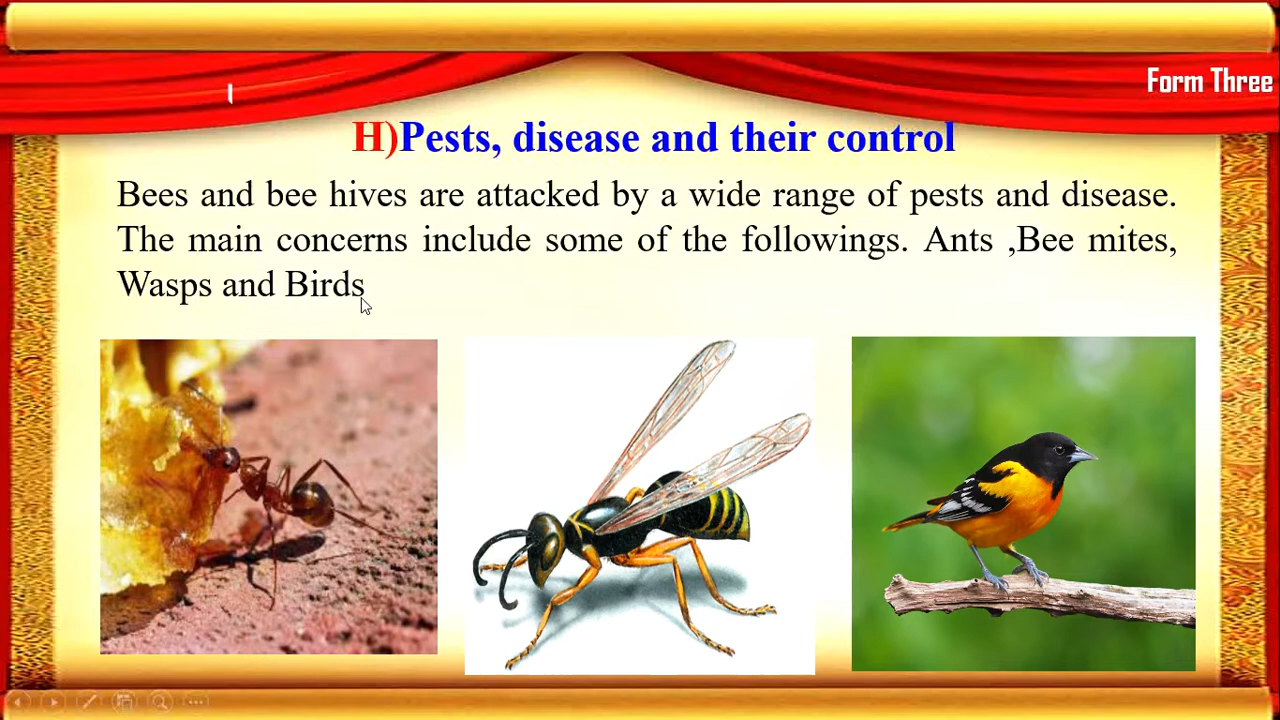 Form Three
H)Pests, disease and their control
Bees and bee hives are attacked by a wide range of pests and disease.
The main concerns include some of the followings. Ants ,Bee mites,
Wasps and Birds